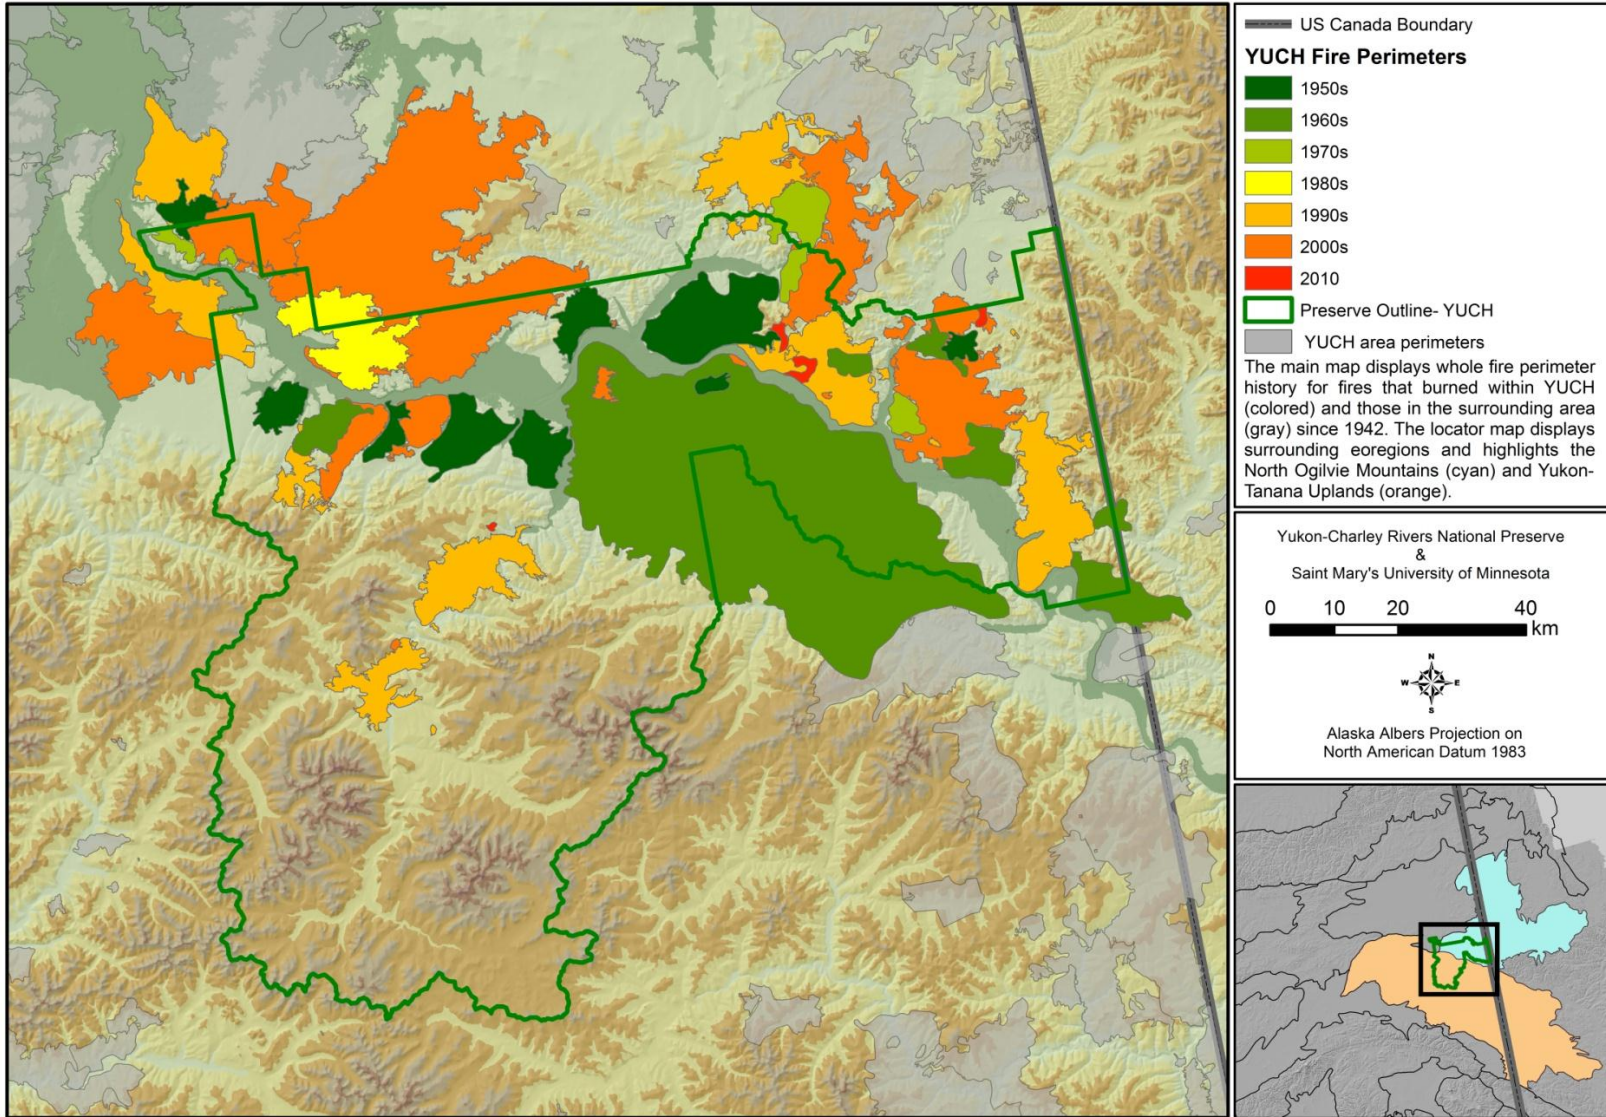 US Canada Boundary
YUCH Fire Perimeters
1950s
1960s
1970s
1980s
1990s
2000s
2010
Preserve Outline- YUCH
YUCH area perimeters
The main map displays whole fire perimeter
history for fires that burned within YUCH
(colored) and those in the surrounding area
(gray) since 1942. The locator map displays
surrounding eoregions and highlights the
North Ogilvie Mountains (cyan) and Yukon-
Tanana Uplands (orange).
Yukon-Charley Rivers National Preserve
&
Saint Mary's University of Minnesota
0 10 20 40
km
N
W E
S
Alaska Albers Projection on
North American Datum 1983